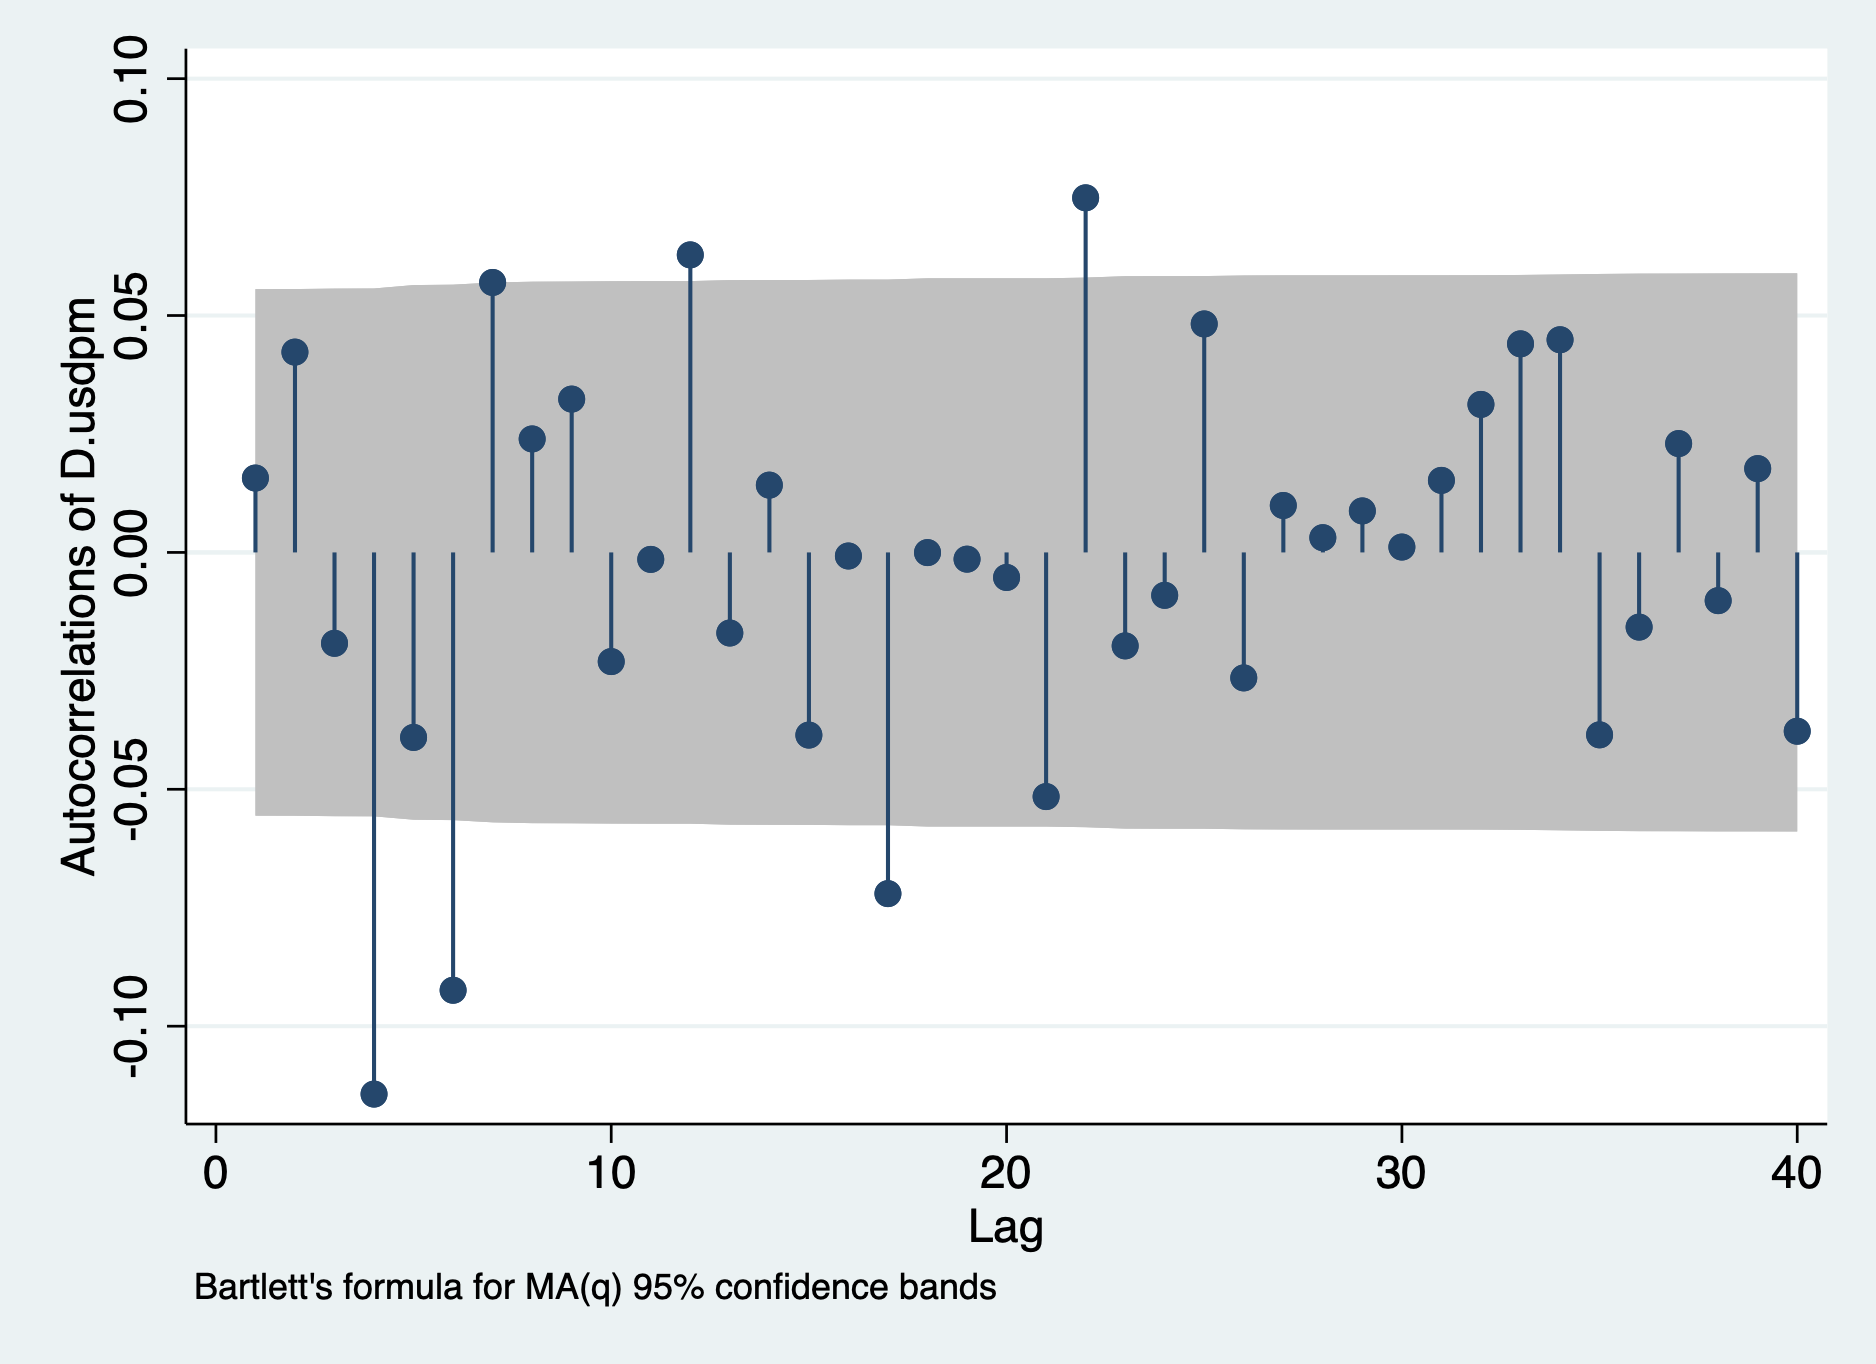 Autocorrelations of D.usdpm
0.10
0.05
0.00
-0.05
-0.10
0 10 20 30 40
Lag
Bartlett's formula for MA(q) 95% confidence bands